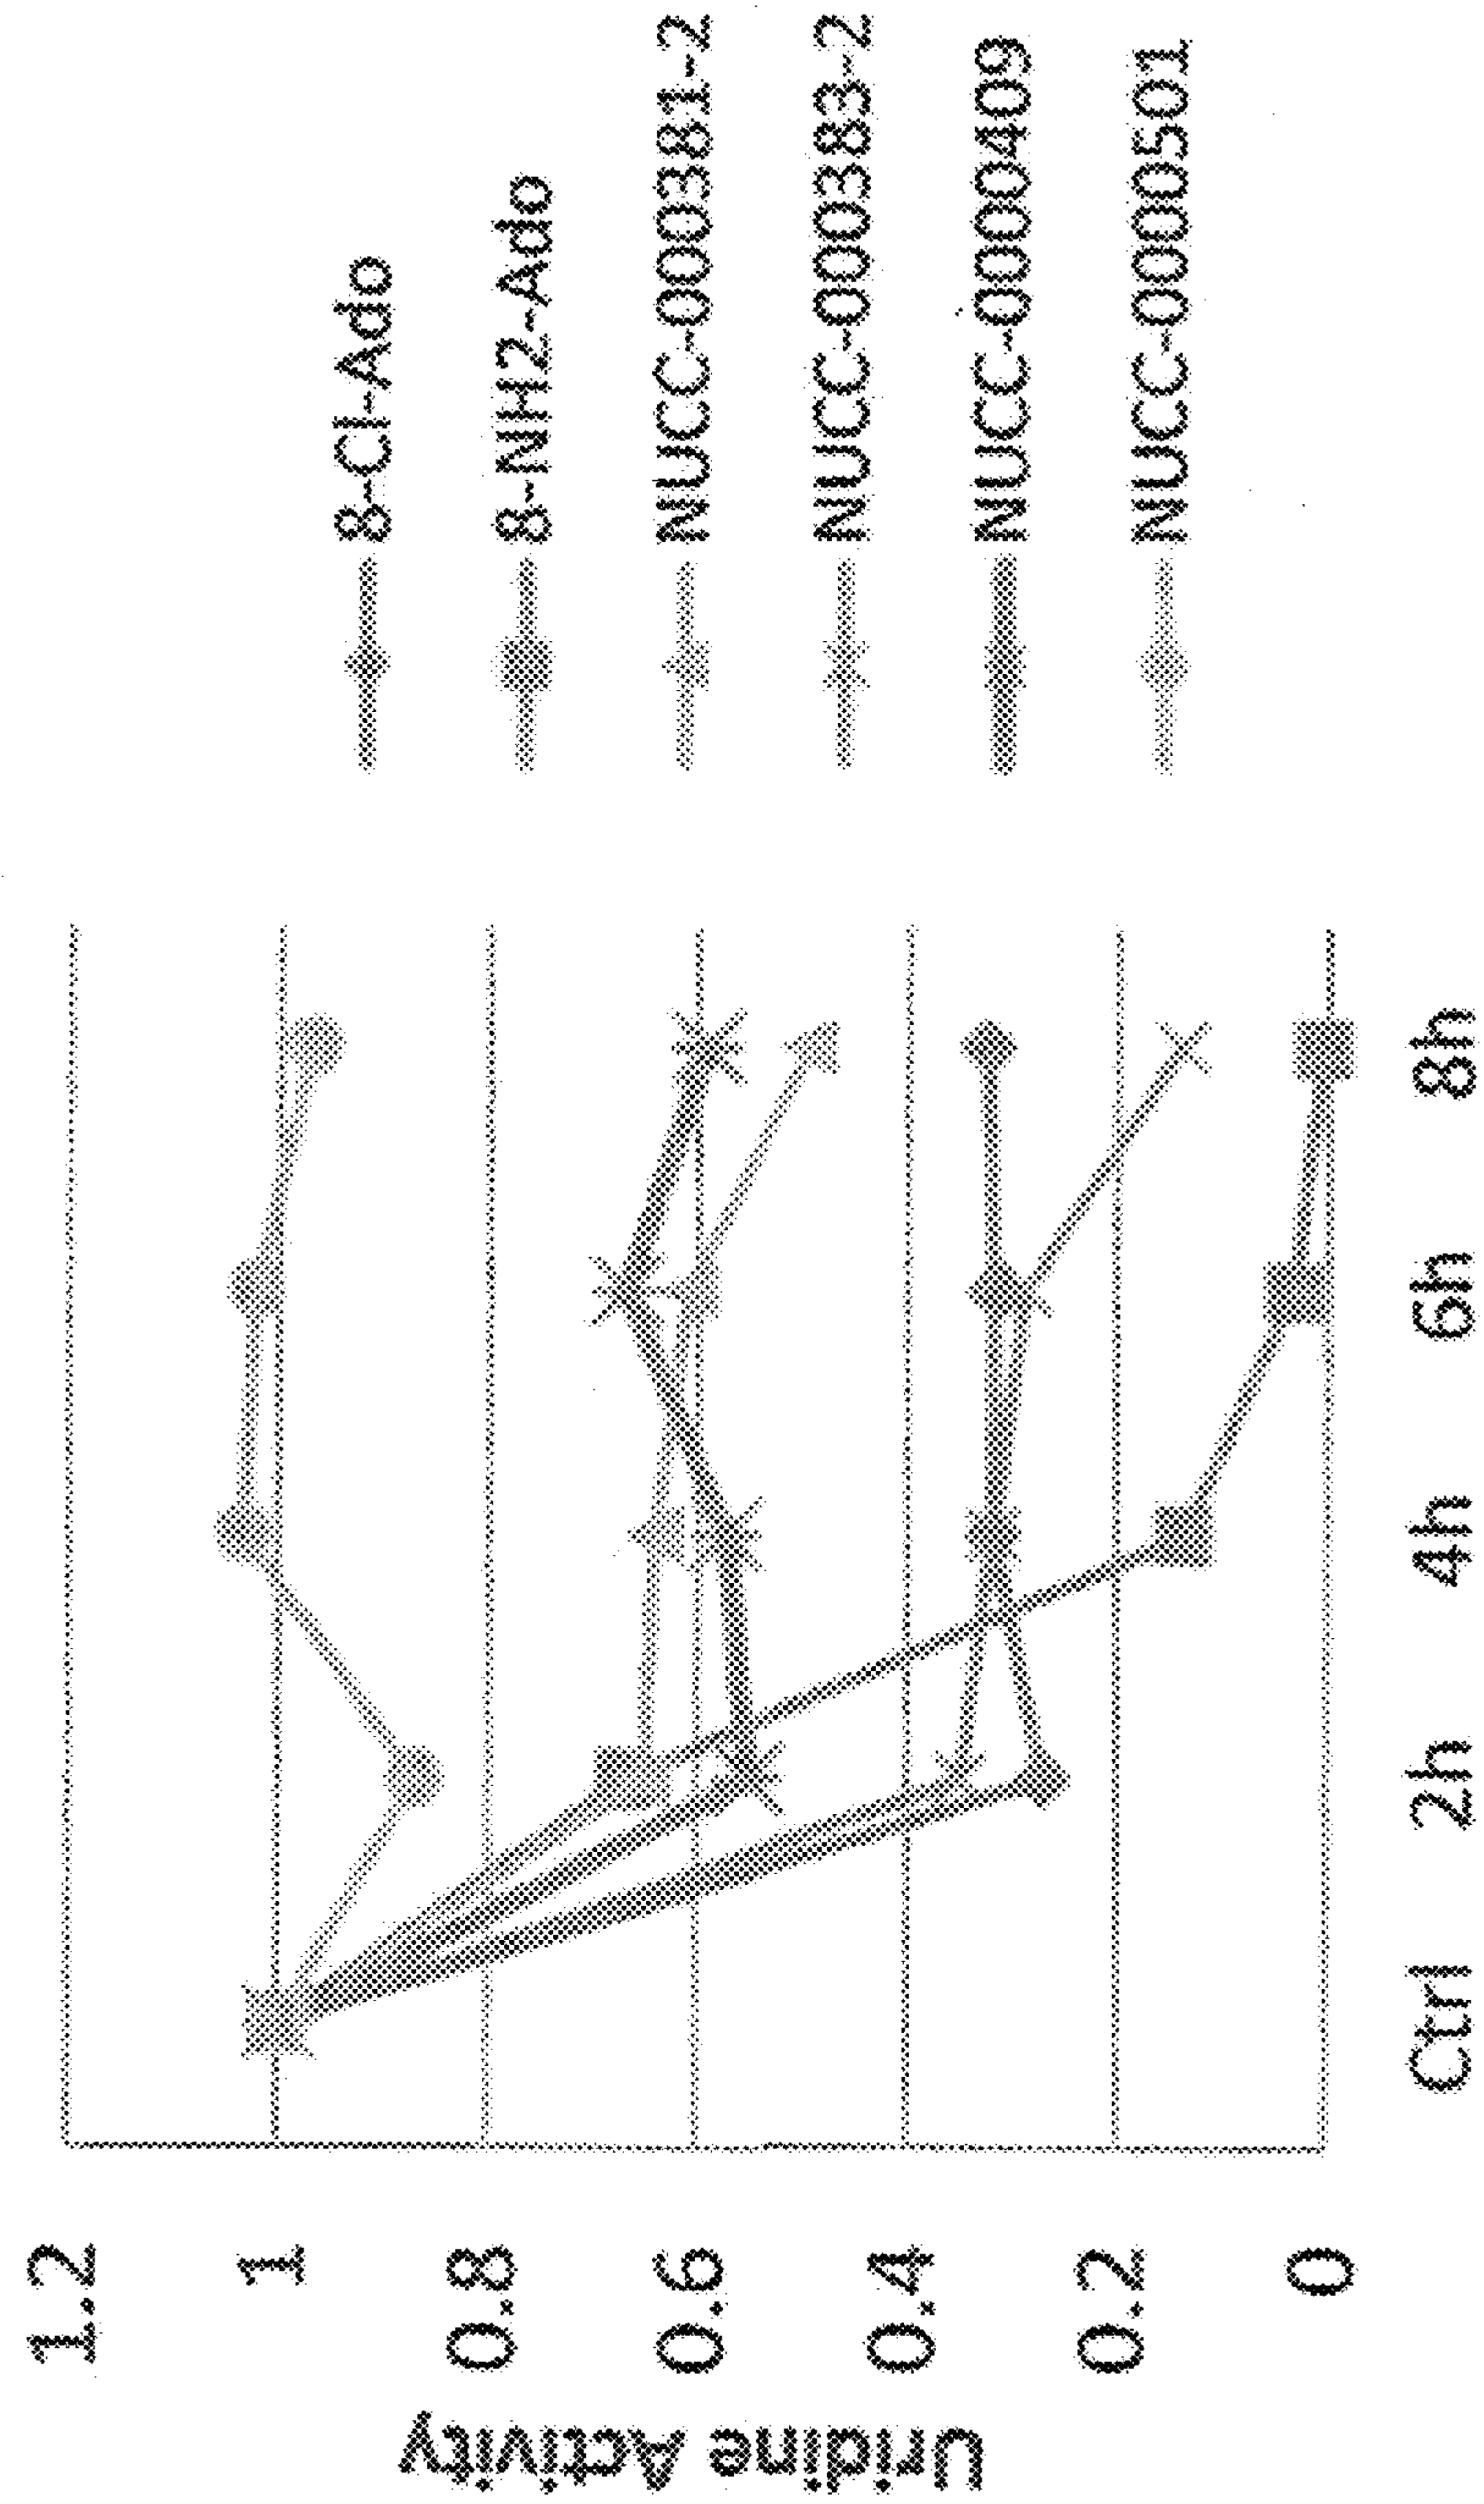 Uridine Activity
1.2
1
0.8
0.6
0.4
0.2
0
Ctrl 2h 4h 6h 8h
8-Cl-Ado
8-NH2-Ado
NUCC-000381-2
NUCC-000383-2
NUCC-0000409
NUCC-0000501